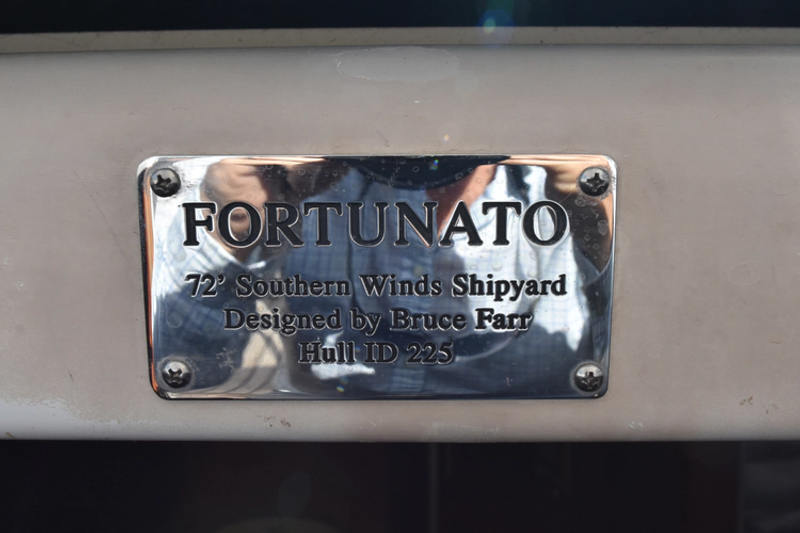 FORTUNATO
72' Southern Winds Shipyard
Designed by Bruce Farr
Hull ID 225